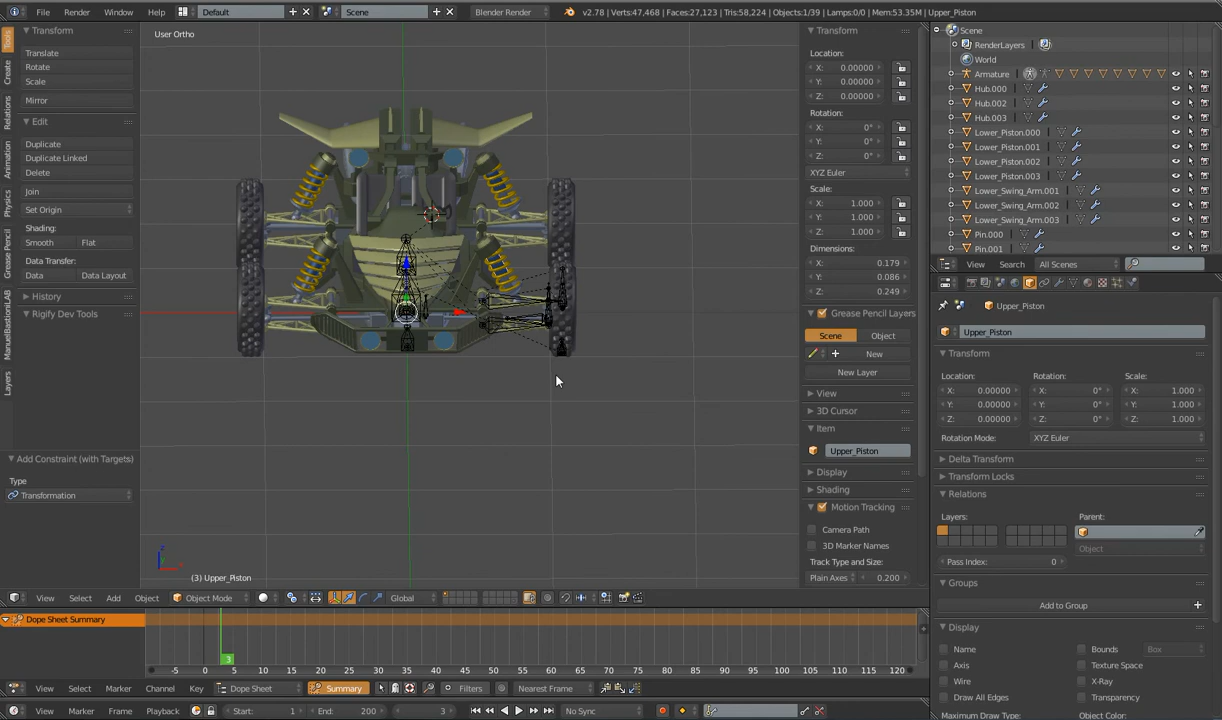 File Render Window Help Default Scene Blender Render v2.78 | Verts:47,468 | Faces:27,123 | Tris:58,224 | Objects:1/39 | Lamps:0/0 | Mem:53.35M | Upper_Piston
Tools
Create
Relations
Animation
Physics
Grease Pencil
ManuelBastioniLAB
Layers
Transform
Translate
Rotate
Scale
Mirror
Edit
Duplicate
Duplicate Linked
Delete
Join
Set Origin
Shading:
Smooth Flat
Data Transfer:
Data Data Layout
History
Rigify Dev Tools
Add Constraint (with Targets)
Type
Transformation
User Ortho
(3) Upper_Piston
Transform
Location:
X: 0.00000
Y: 0.00000
Z: 0.00000
Rotation:
X: 0°
Y: 0°
Z: 0°
XYZ Euler
Scale:
X: 1.000
Y: 1.000
Z: 1.000
Dimensions:
X: 0.179
Y: 0.086
Z: 0.249
Grease Pencil Layers
Scene Object
New
New Layer
View
3D Cursor
Item
Upper_Piston
Display
Shading
Motion Tracking
Camera Path
3D Marker Names
Track Type and Size:
Plain Axes 0.200
Scene
RenderLayers
World
Armature
Hub.000
Hub.002
Hub.003
Lower_Piston.000
Lower_Piston.001
Lower_Piston.002
Lower_Piston.003
Lower_Swing_Arm.001
Lower_Swing_Arm.002
Lower_Swing_Arm.003
Pin.000
Pin.001
View Search All Scenes
Upper_Piston
Upper_Piston
Transform
Location: Rotation: Scale:
X: 0.00000 X: 0° X: 1.000
Y: 0.00000 Y: 0° Y: 1.000
Z: 0.00000 Z: 0° Z: 1.000
Rotation Mode: XYZ Euler
Delta Transform
Transform Locks
Relations
Layers: Parent:
Object
Pass Index: 0
Groups
Add to Group
Display
Name Bounds Box
Axis Texture Space
Wire X-Ray
Draw All Edges Transparency
Maximum Draw Type: Object Color:
View Select Add Object Object Mode Global
Dope Sheet Summary
3
-5 0 5 10 15 20 25 30 35 40 45 50 55 60 65 70 75 80 85 90 95 100 105 110 115 120
View Select Marker Channel Key Dope Sheet Summary Filters Nearest Frame
View Marker Frame Playback Start: 1 End: 200 3 No Sync